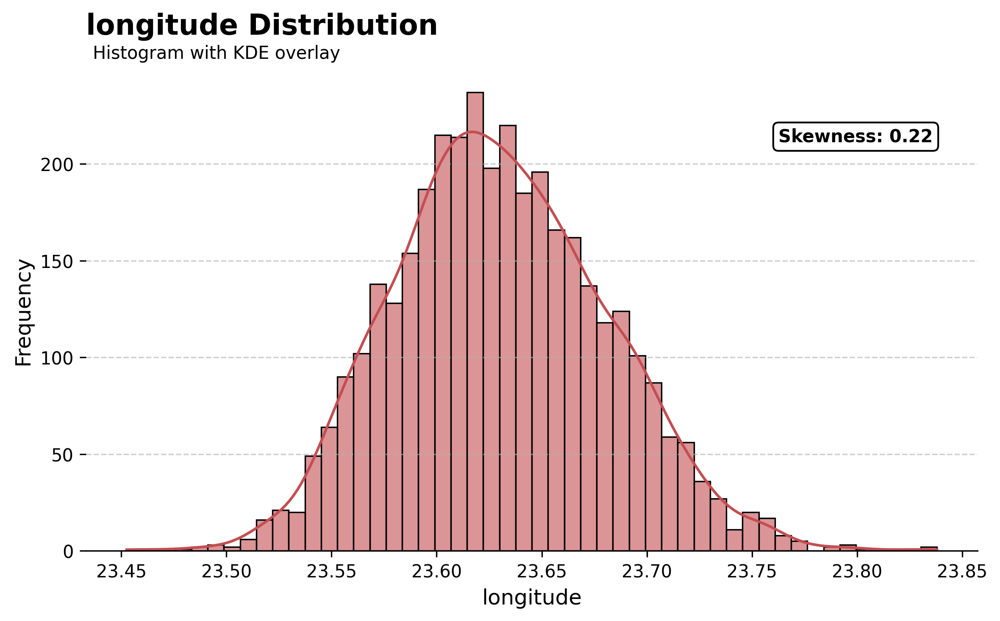 longitude Distribution
Histogram with KDE overlay
Skewness: 0.22
Frequency
200
150
100
50
0
23.45 23.50 23.55 23.60 23.65 23.70 23.75 23.80 23.85
longitude